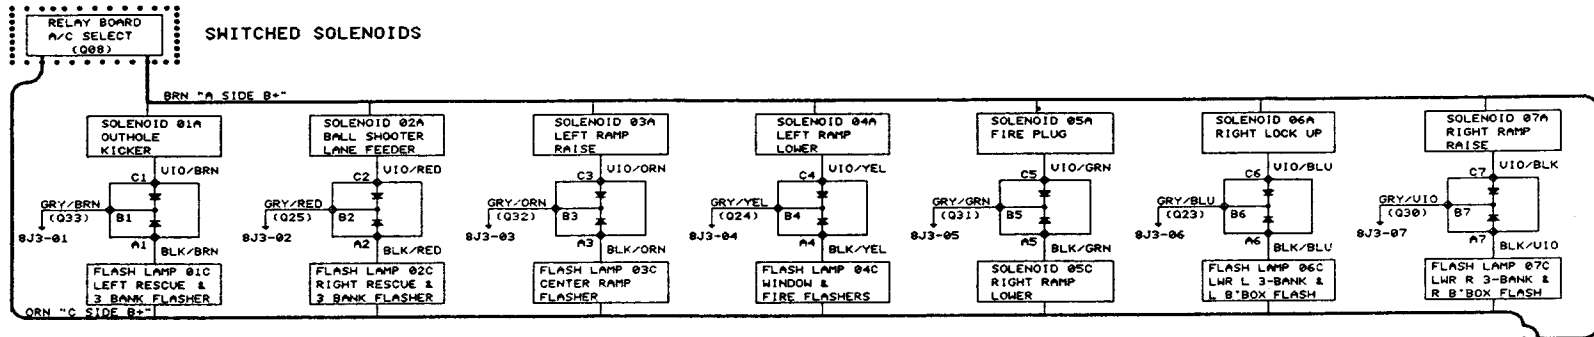 RELAY BOARD
A/C SELECT
(Q08)
SWITCHED SOLENOIDS
BRN "A SIDE B+"
SOLENOID 01A
OUTHOLE
KICKER
VIO/BRN
C1
GRY/BRN
(Q33)
B1
8J3-01
A1
BLK/BRN
FLASH LAMP 01C
LEFT RESCUE &
3 BANK FLASHER
SOLENOID 02A
BALL SHOOTER
LANE FEEDER
VIO/RED
C2
GRY/RED
(Q25)
B2
8J3-02
A2
BLK/RED
FLASH LAMP 02C
RIGHT RESCUE &
3 BANK FLASHER
SOLENOID 03A
LEFT RAMP
RAISE
VIO/ORN
C3
GRY/ORN
(Q32)
B3
8J3-03
A3
BLK/ORN
FLASH LAMP 03C
CENTER RAMP
FLASHER
SOLENOID 04A
LEFT RAMP
LOWER
VIO/YEL
C4
GRY/YEL
(Q24)
B4
8J3-04
A4
BLK/YEL
FLASH LAMP 04C
WINDOW &
FIRE FLASHERS
SOLENOID 05A
FIRE PLUG
VIO/GRN
C5
GRY/GRN
(Q31)
B5
8J3-05
A5
BLK/GRN
SOLENOID 05C
RIGHT RAMP
LOWER
SOLENOID 06A
RIGHT LOCK UP
VIO/BLU
C6
GRY/BLU
(Q23)
B6
8J3-06
A6
BLK/BLU
FLASH LAMP 06C
LWR L 3-BANK &
L B'BOX FLASH
SOLENOID 07A
RIGHT RAMP
RAISE
VIO/BLK
C7
GRY/VIO
(Q30)
B7
8J3-07
A7
BLK/VIO
FLASH LAMP 07C
LWR R 3-BANK &
R B'BOX FLASH
ORN "C SIDE B+"